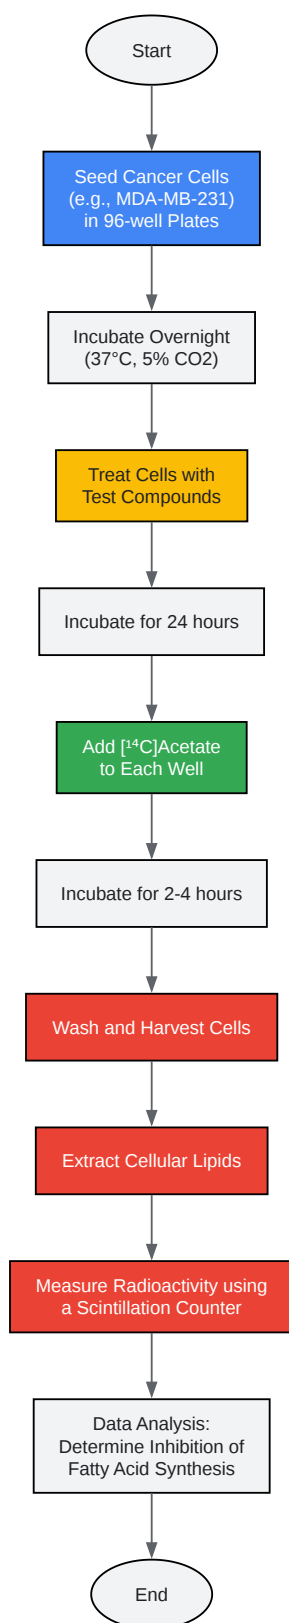 Start
Seed Cancer Cells
(e.g., MDA-MB-231)
in 96-well Plates
Incubate Overnight
(37°C, 5% CO2)
Treat Cells with
Test Compounds
Incubate for 24 hours
Add [¹⁴C]Acetate
to Each Well
Incubate for 2-4 hours
Wash and Harvest Cells
Extract Cellular Lipids
Measure Radioactivity using
a Scintillation Counter
Data Analysis:
Determine Inhibition of
Fatty Acid Synthesis
End